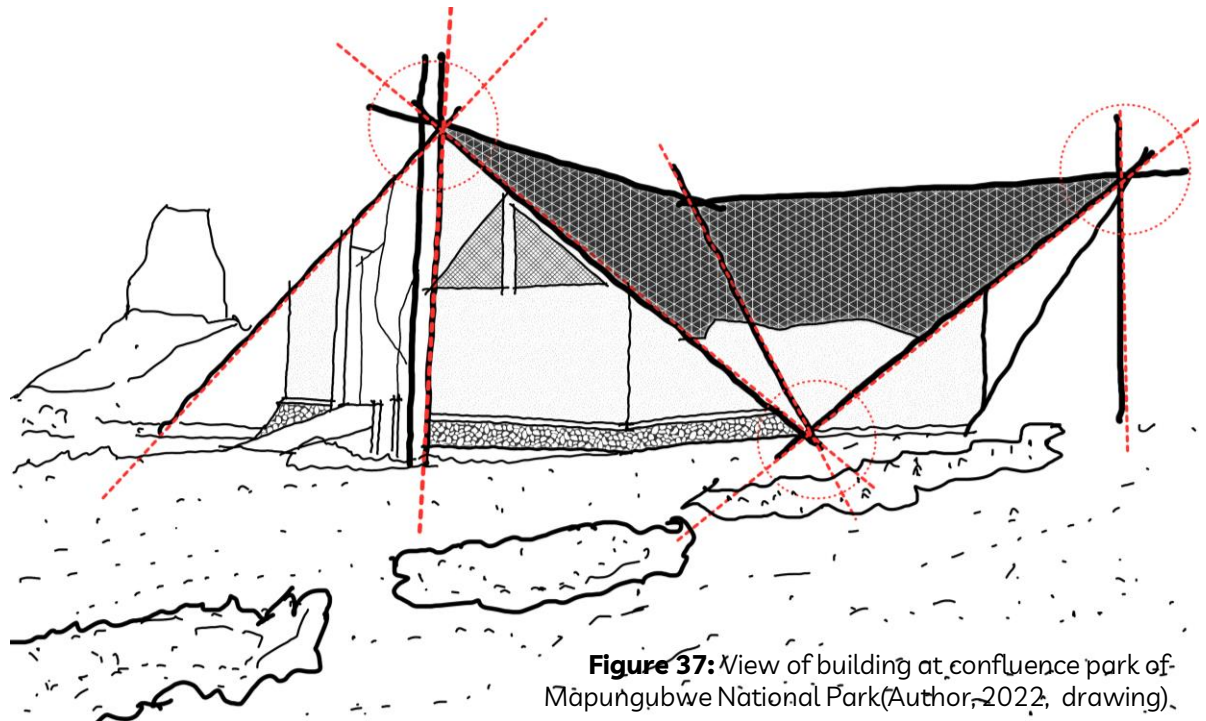 Figure 37: View of building at confluence park of
Mapungubwe National Park(Author, 2022, drawing)